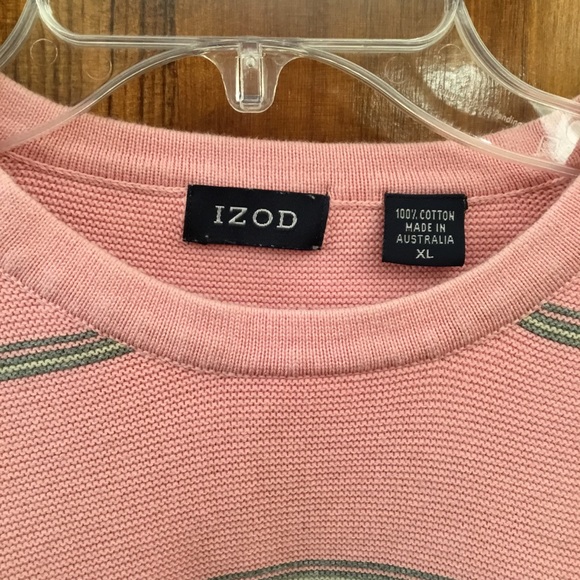 IZOD
100% COTTON
MADE IN
AUSTRALIA
XL